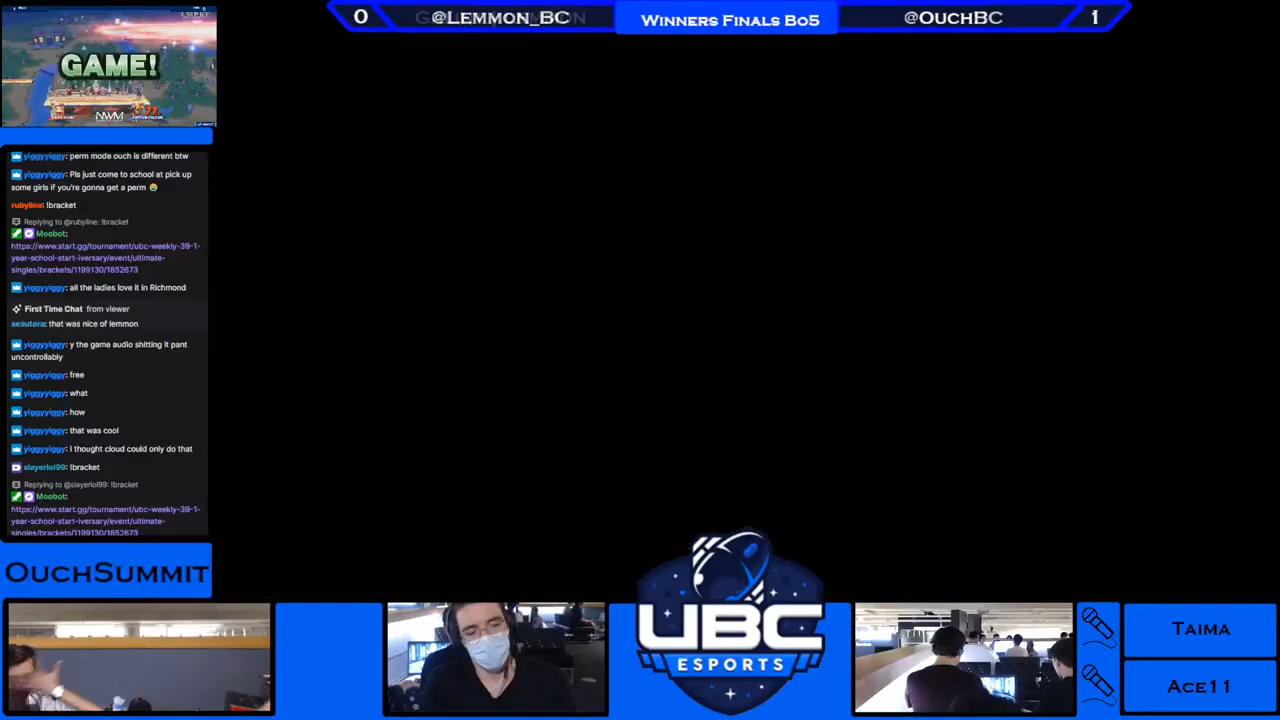 0
@Lemmon_BC
Winners Finals Bo5
@OuchBC
1
GAME!
NWM
yiggyyiggy: perm mode ouch is different btw
yiggyyiggy: Pls just come to school at pick up
some girls if you're gonna get a perm 😭
rubyline: !bracket
Replying to @rubyline: !bracket
Moobot:
https://www.start.gg/tournament/ubc-weekly-39-1-
year-school-start-iversary/event/ultimate-
singles/brackets/1199130/1852673
yiggyyiggy: all the ladies love it in Richmond
First Time Chat from viewer
aesutora: that was nice of lemmon
yiggyyiggy: y the game audio shitting it pant
uncontrollably
yiggyyiggy: free
yiggyyiggy: what
yiggyyiggy: how
yiggyyiggy: that was cool
yiggyyiggy: I thought cloud could only do that
slayerlol99: !bracket
Replying to @slayerlol99: !bracket
Moobot:
https://www.start.gg/tournament/ubc-weekly-39-1-
year-school-start-iversary/event/ultimate-
singles/brackets/1199130/1852673
OuchSummit
UBC
ESPORTS
Taima
Ace11